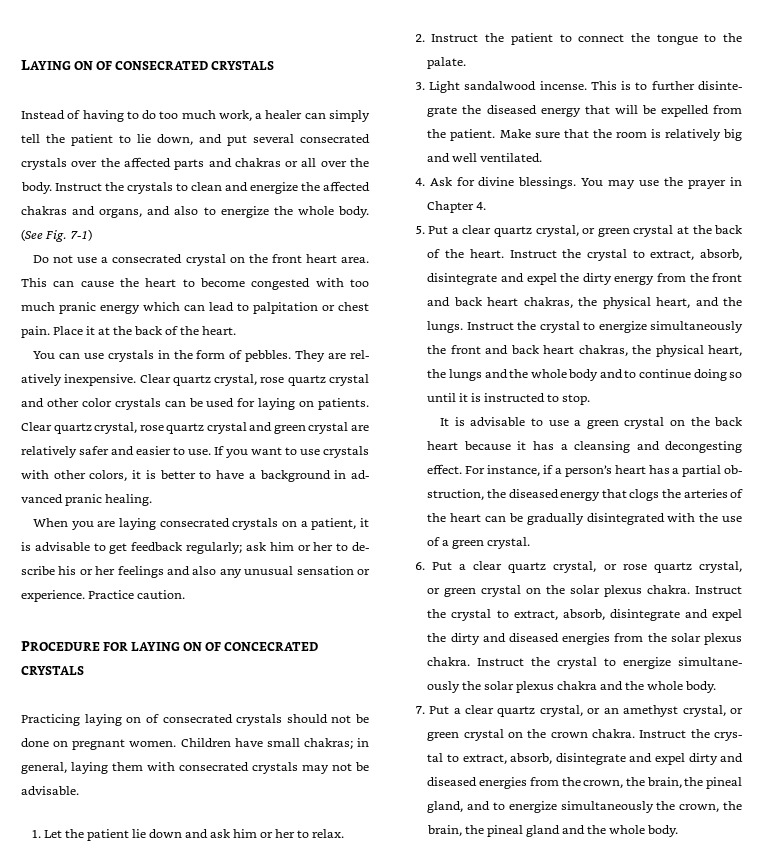 LAYING ON OF CONSECRATED CRYSTALS
Instead of having to do too much work, a healer can simply
tell the patient to lie down, and put several consecrated
crystals over the affected parts and chakras or all over the
body. Instruct the crystals to clean and energize the affected
chakras and organs, and also to energize the whole body.
(See Fig. 7-1)
Do not use a consecrated crystal on the front heart area.
This can cause the heart to become congested with too
much pranic energy which can lead to palpitation or chest
pain. Place it at the back of the heart.
You can use crystals in the form of pebbles. They are rel-
atively inexpensive. Clear quartz crystal, rose quartz crystal
and other color crystals can be used for laying on patients.
Clear quartz crystal, rose quartz crystal and green crystal are
relatively safer and easier to use. If you want to use crystals
with other colors, it is better to have a background in ad-
vanced pranic healing.
When you are laying consecrated crystals on a patient, it
is advisable to get feedback regularly; ask him or her to de-
scribe his or her feelings and also any unusual sensation or
experience. Practice caution.
PROCEDURE FOR LAYING ON OF CONCECRATED
CRYSTALS
Practicing laying on of consecrated crystals should not be
done on pregnant women. Children have small chakras; in
general, laying them with consecrated crystals may not be
advisable.
1. Let the patient lie down and ask him or her to relax.
2. Instruct the patient to connect the tongue to the
palate.
3. Light sandalwood incense. This is to further disinte-
grate the diseased energy that will be expelled from
the patient. Make sure that the room is relatively big
and well ventilated.
4. Ask for divine blessings. You may use the prayer in
Chapter 4.
5. Put a clear quartz crystal, or green crystal at the back
of the heart. Instruct the crystal to extract, absorb,
disintegrate and expel the dirty energy from the front
and back heart chakras, the physical heart, and the
lungs. Instruct the crystal to energize simultaneously
the front and back heart chakras, the physical heart,
the lungs and the whole body and to continue doing so
until it is instructed to stop.
It is advisable to use a green crystal on the back
heart because it has a cleansing and decongesting
effect. For instance, if a person's heart has a partial ob-
struction, the diseased energy that clogs the arteries of
the heart can be gradually disintegrated with the use
of a green crystal.
6. Put a clear quartz crystal, or rose quartz crystal,
or green crystal on the solar plexus chakra. Instruct
the crystal to extract, absorb, disintegrate and expel
the dirty and diseased energies from the solar plexus
chakra. Instruct the crystal to energize simultane-
ously the solar plexus chakra and the whole body.
7. Put a clear quartz crystal, or an amethyst crystal, or
green crystal on the crown chakra. Instruct the crys-
tal to extract, absorb, disintegrate and expel dirty and
diseased energies from the crown, the brain, the pineal
gland, and to energize simultaneously the crown, the
brain, the pineal gland and the whole body.